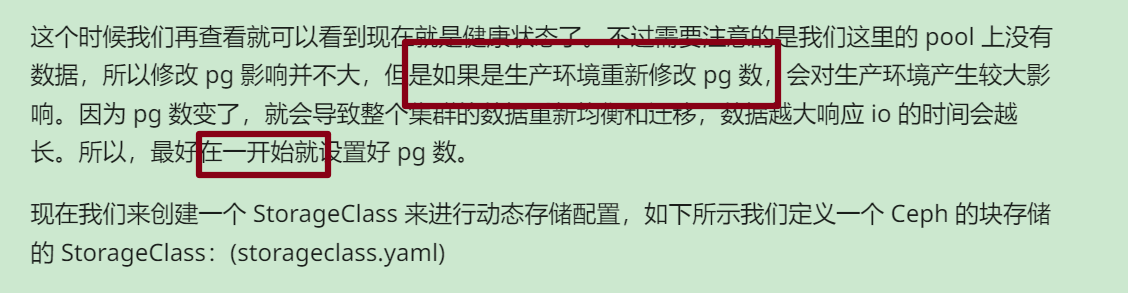 这个时候我们再查看就可以看到现在就是健康状态了。不过需要注意的是我们这里的 pool 上没有
数据，所以修改 pg 影响并不大，但是如果是生产环境重新修改 pg 数，会对生产环境产生较大影
响。因为 pg 数变了，就会导致整个集群的数据重新均衡和迁移，数据越大响应 io 的时间会越
长。所以，最好在一开始就设置好 pg 数。
现在我们来创建一个 StorageClass 来进行动态存储配置，如下所示我们定义一个 Ceph 的块存储
的 StorageClass：(storageclass.yaml)